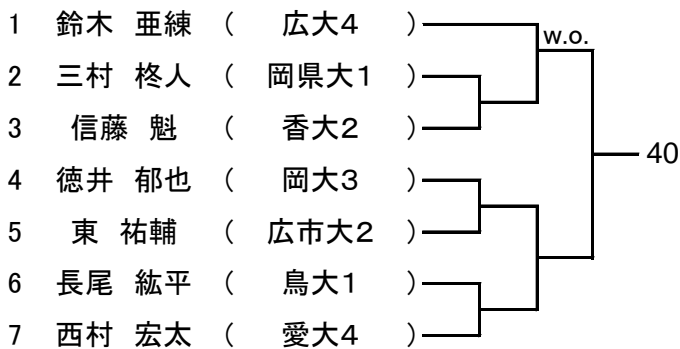 1 鈴木 亜練 ( 広大4 )
w.o.
2 三村 柊人 ( 岡県大1 )
3 信藤 魁 ( 香大2 )
40
4 徳井 郁也 ( 岡大3 )
5 東 祐輔 ( 広市大2 )
6 長尾 紘平 ( 鳥大1 )
7 西村 宏太 ( 愛大4 )